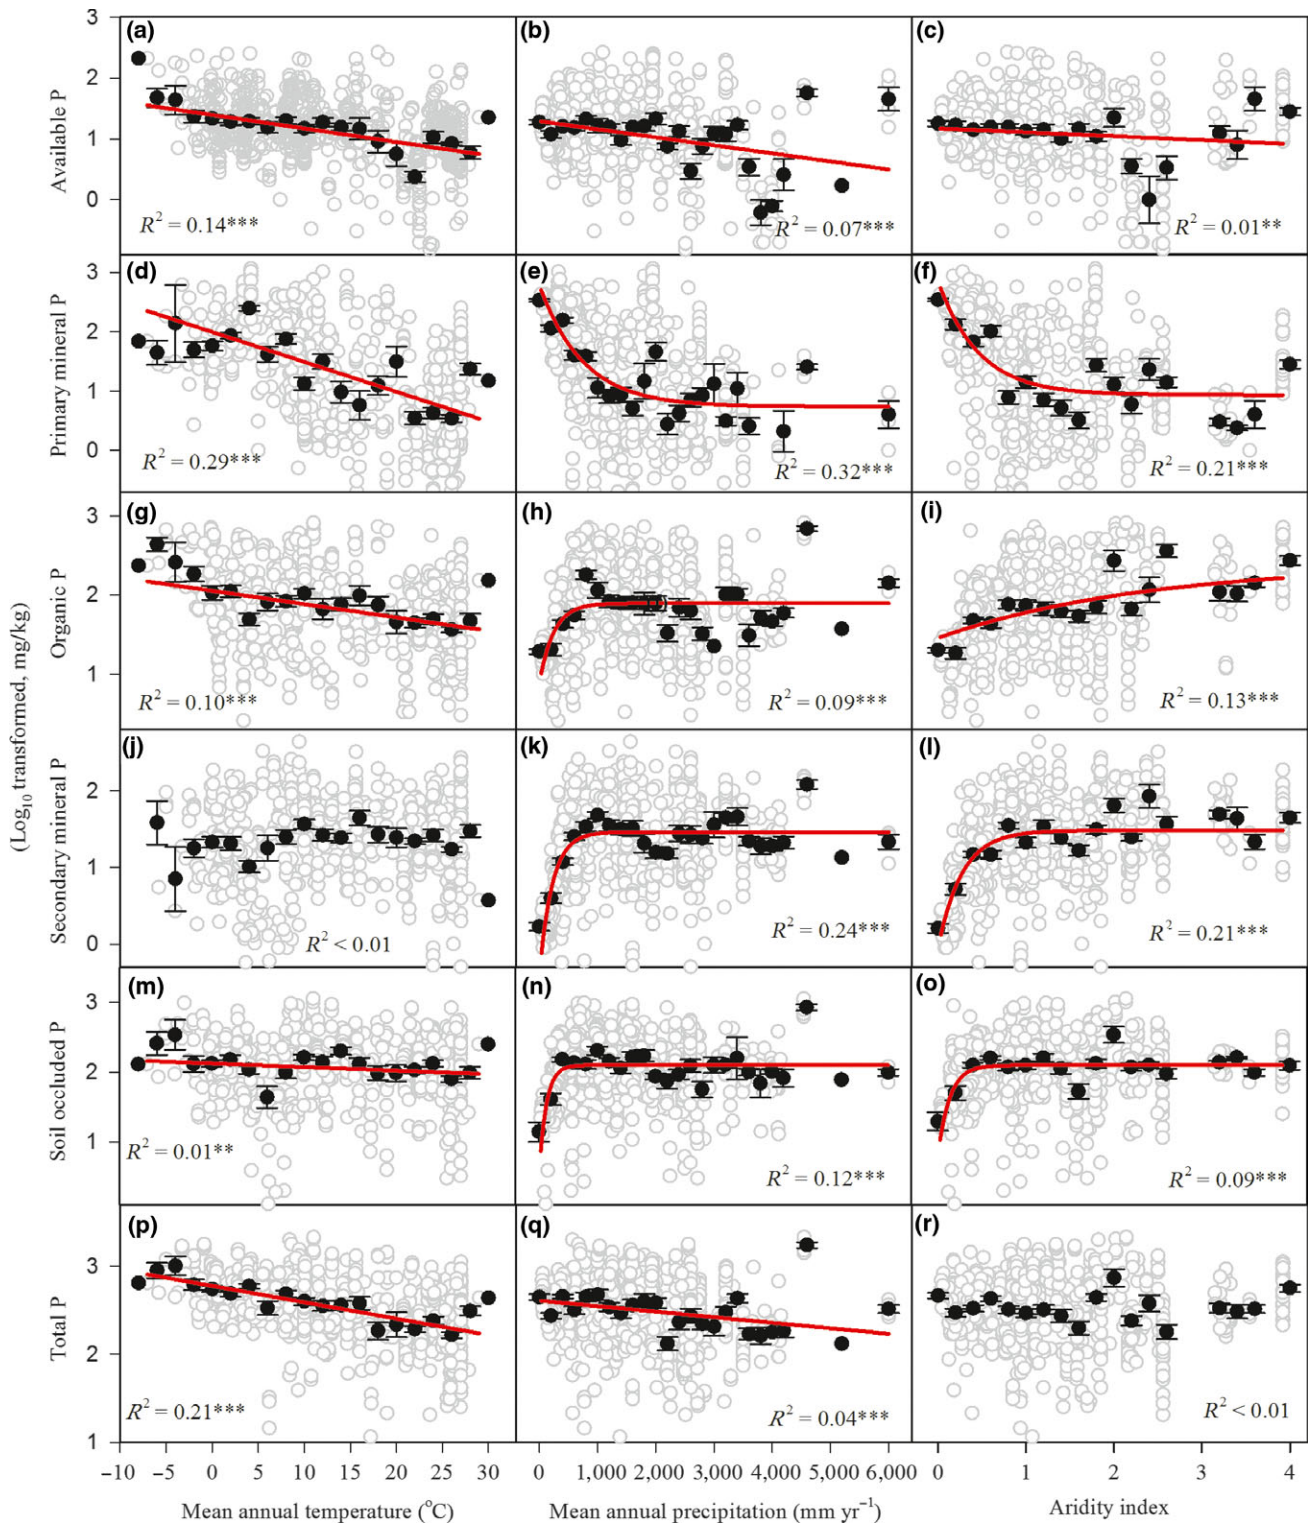 (Log10 transformed, mg/kg)
Available P
3
2
1
0
(a)
R² = 0.14***
(b)
R² = 0.07***
(c)
R² = 0.01**
Primary mineral P
3
2
1
0
(d)
R² = 0.29***
(e)
R² = 0.32***
(f)
R² = 0.21***
Organic P
3
2
1
(g)
R² = 0.10***
(h)
R² = 0.09***
(i)
R² = 0.13***
Secondary mineral P
2
1
0
(j)
R² < 0.01
(k)
R² = 0.24***
(l)
R² = 0.21***
Soil occluded P
3
2
1
(m)
R² = 0.01**
(n)
R² = 0.12***
(o)
R² = 0.09***
Total P
3
2
1
(p)
R² = 0.21***
(q)
R² = 0.04***
(r)
R² < 0.01
−10 −5 0 5 10 15 20 25 30
0 1,000 2,000 3,000 4,000 5,000 6,000
0 1 2 3 4
Mean annual temperature (°C)
Mean annual precipitation (mm yr⁻¹)
Aridity index